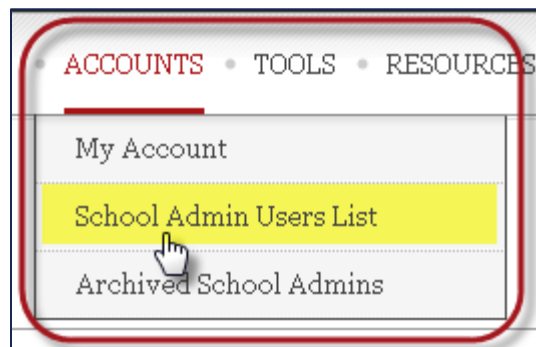 ACCOUNTS • TOOLS • RESOURCES
My Account
School Admin Users List
Archived School Admins